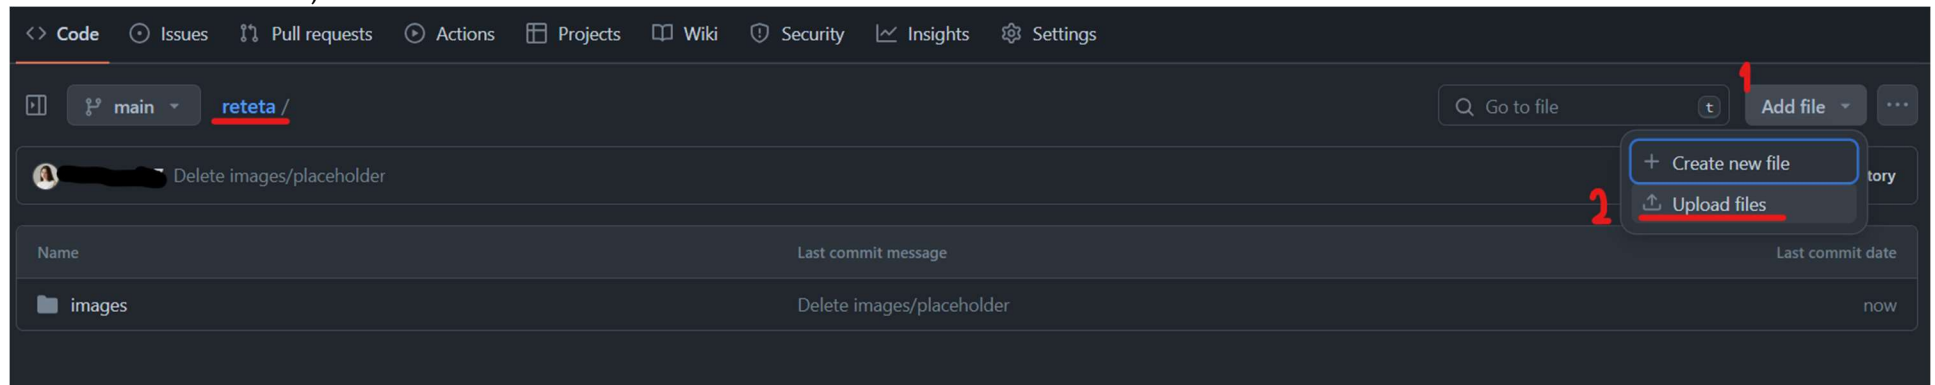 Code Issues Pull requests Actions Projects Wiki Security Insights Settings
1
main reteta / Go to file t Add file ...
Delete images/placeholder
+ Create new file
tory
2 Upload files
Name Last commit message Last commit date
images Delete images/placeholder now